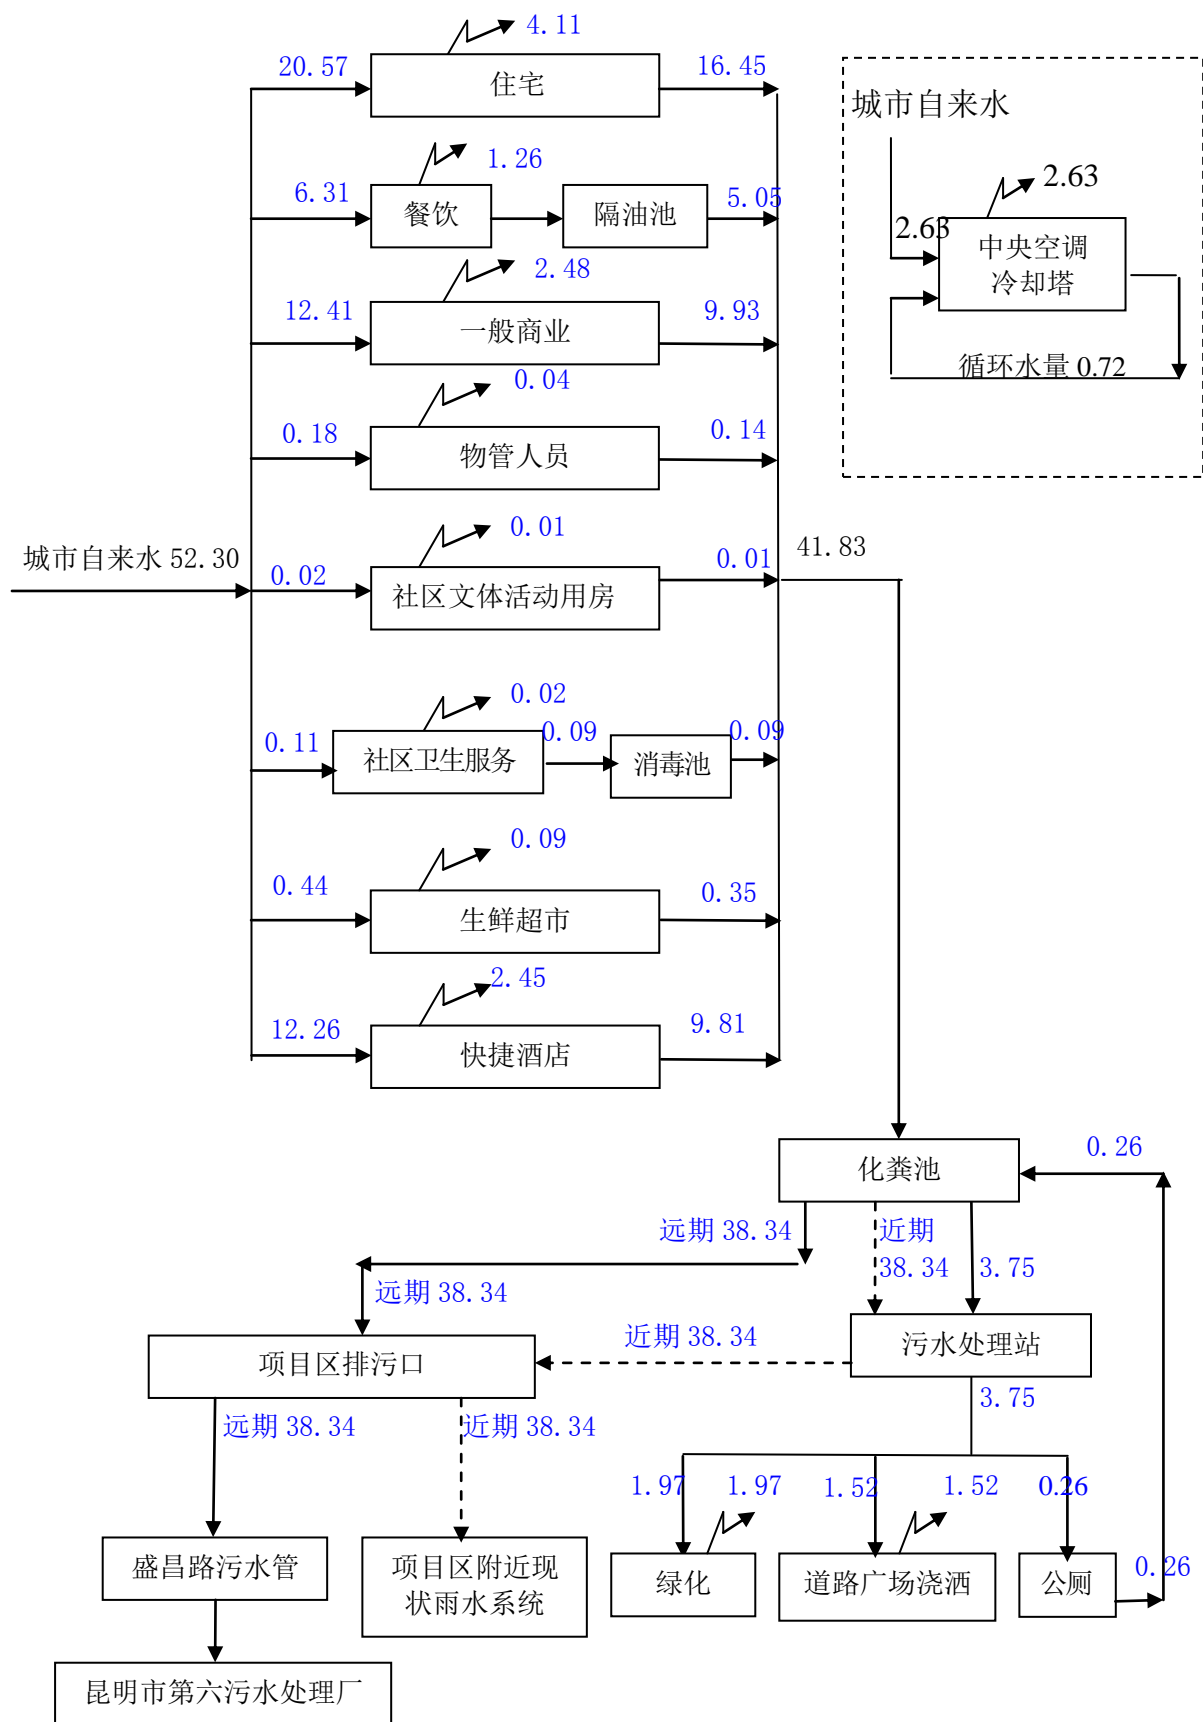 4.11
20.57
住宅
16.45
城市自来水
1.26
6.31
餐饮
隔油池
5.05
2.63
2.63
中央空调
冷却塔
2.48
12.41
一般商业
9.93
循环水量 0.72
0.04
0.18
物管人员
0.14
0.01
城市自来水 52.30
0.02
社区文体活动用房
0.01
41.83
0.02
0.11
社区卫生服务
0.09
消毒池
0.09
0.09
0.44
生鲜超市
0.35
2.45
12.26
快捷酒店
9.81
化粪池
0.26
远期 38.34
近期
38.34
3.75
远期 38.34
近期 38.34
污水处理站
项目区排污口
3.75
远期 38.34
近期 38.34
1.97
1.97
1.52
1.52
0.26
盛昌路污水管
项目区附近现
状雨水系统
绿化
道路广场浇洒
公厕
0.26
昆明市第六污水处理厂